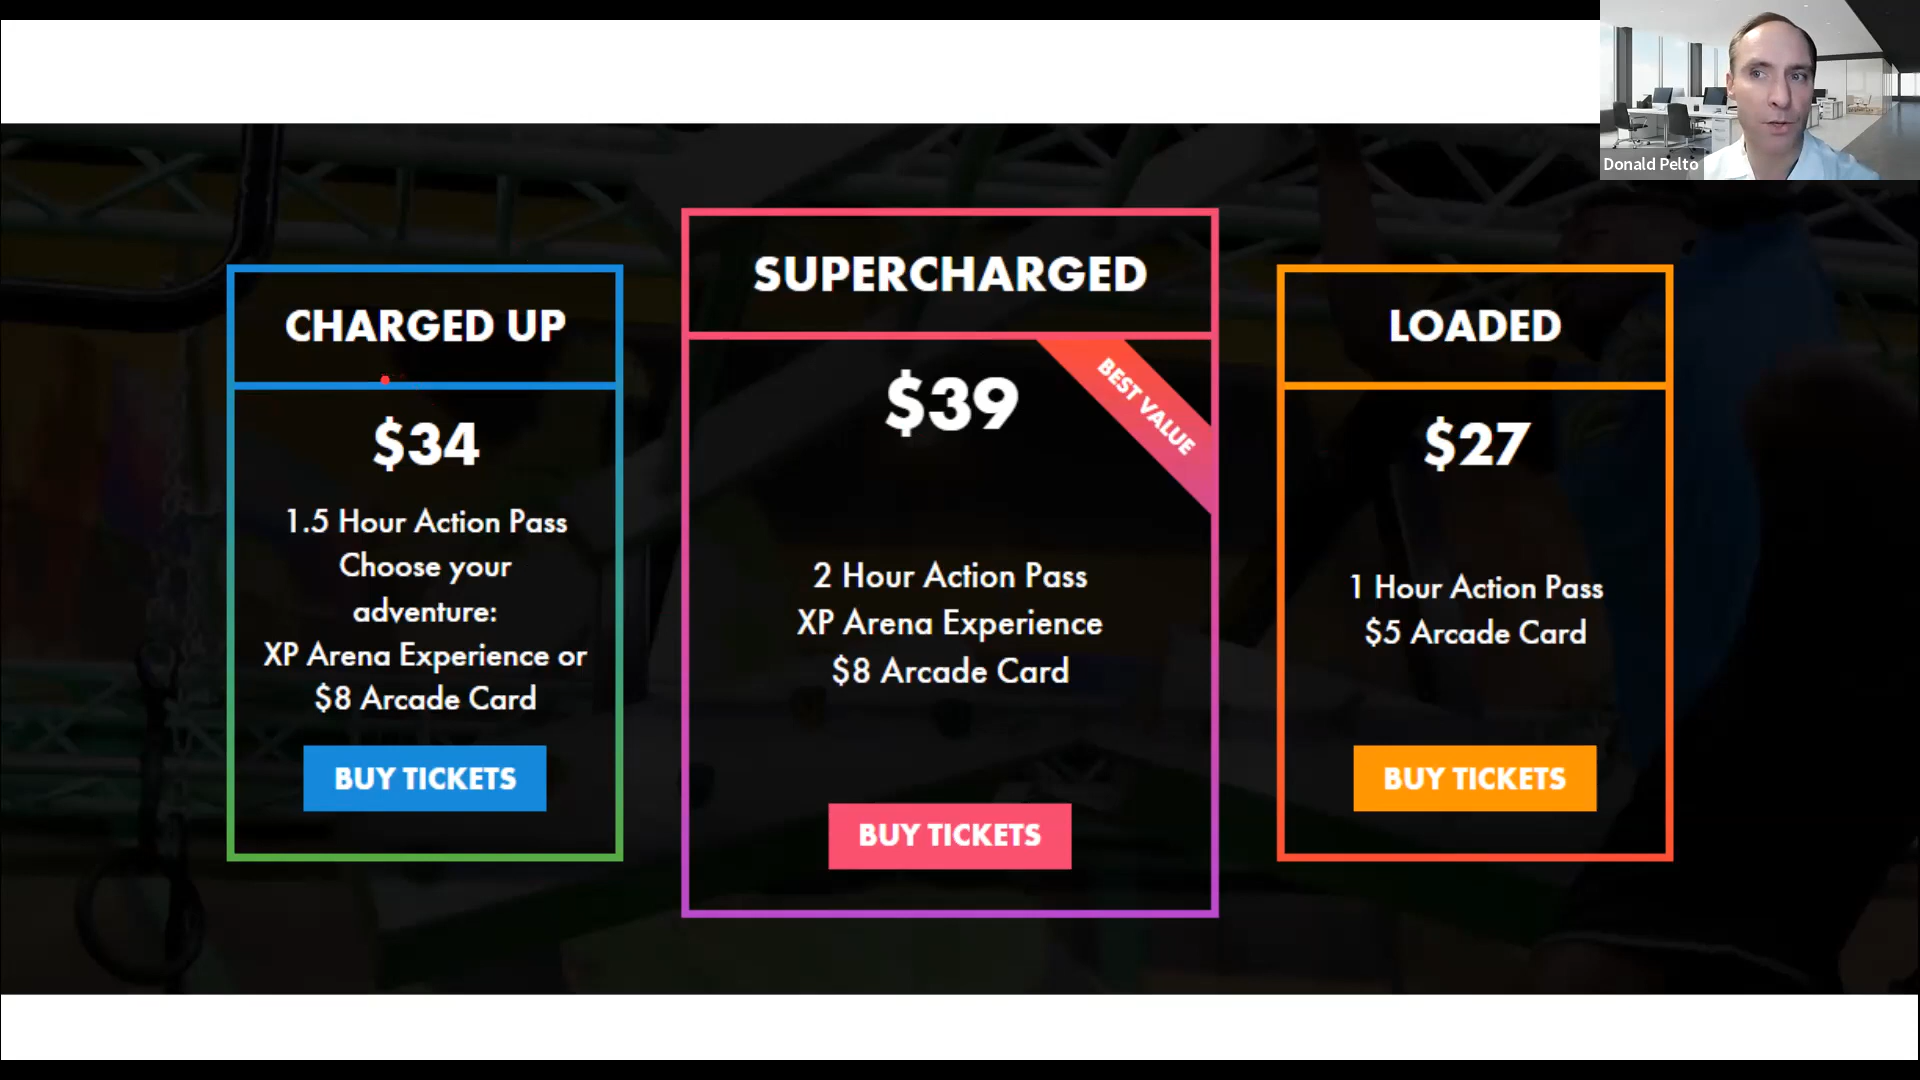 Donald Pelto
CHARGED UP
$34
1.5 Hour Action Pass
Choose your
adventure:
XP Arena Experience or
$8 Arcade Card
BUY TICKETS
SUPERCHARGED
BEST VALUE
$39
2 Hour Action Pass
XP Arena Experience
$8 Arcade Card
BUY TICKETS
LOADED
$27
1 Hour Action Pass
$5 Arcade Card
BUY TICKETS